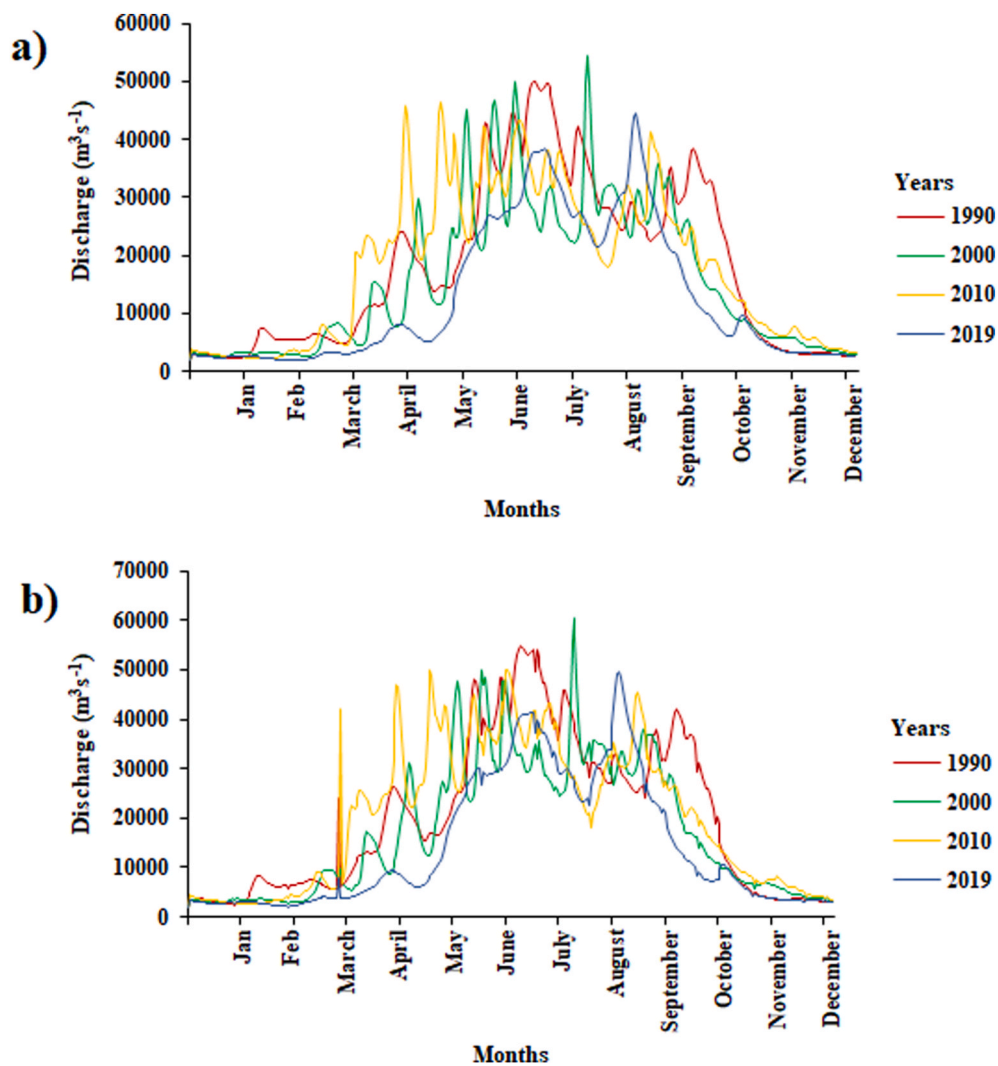 a)
60000
50000
40000
30000
20000
10000
0
Discharge (m³s⁻¹)
Jan
Feb
March
April
May
June
July
August
September
October
November
December
Months
Years
1990
2000
2010
2019
b)
70000
60000
50000
40000
30000
20000
10000
0
Discharge (m³s⁻¹)
Jan
Feb
March
April
May
June
July
August
September
October
November
December
Months
Years
1990
2000
2010
2019